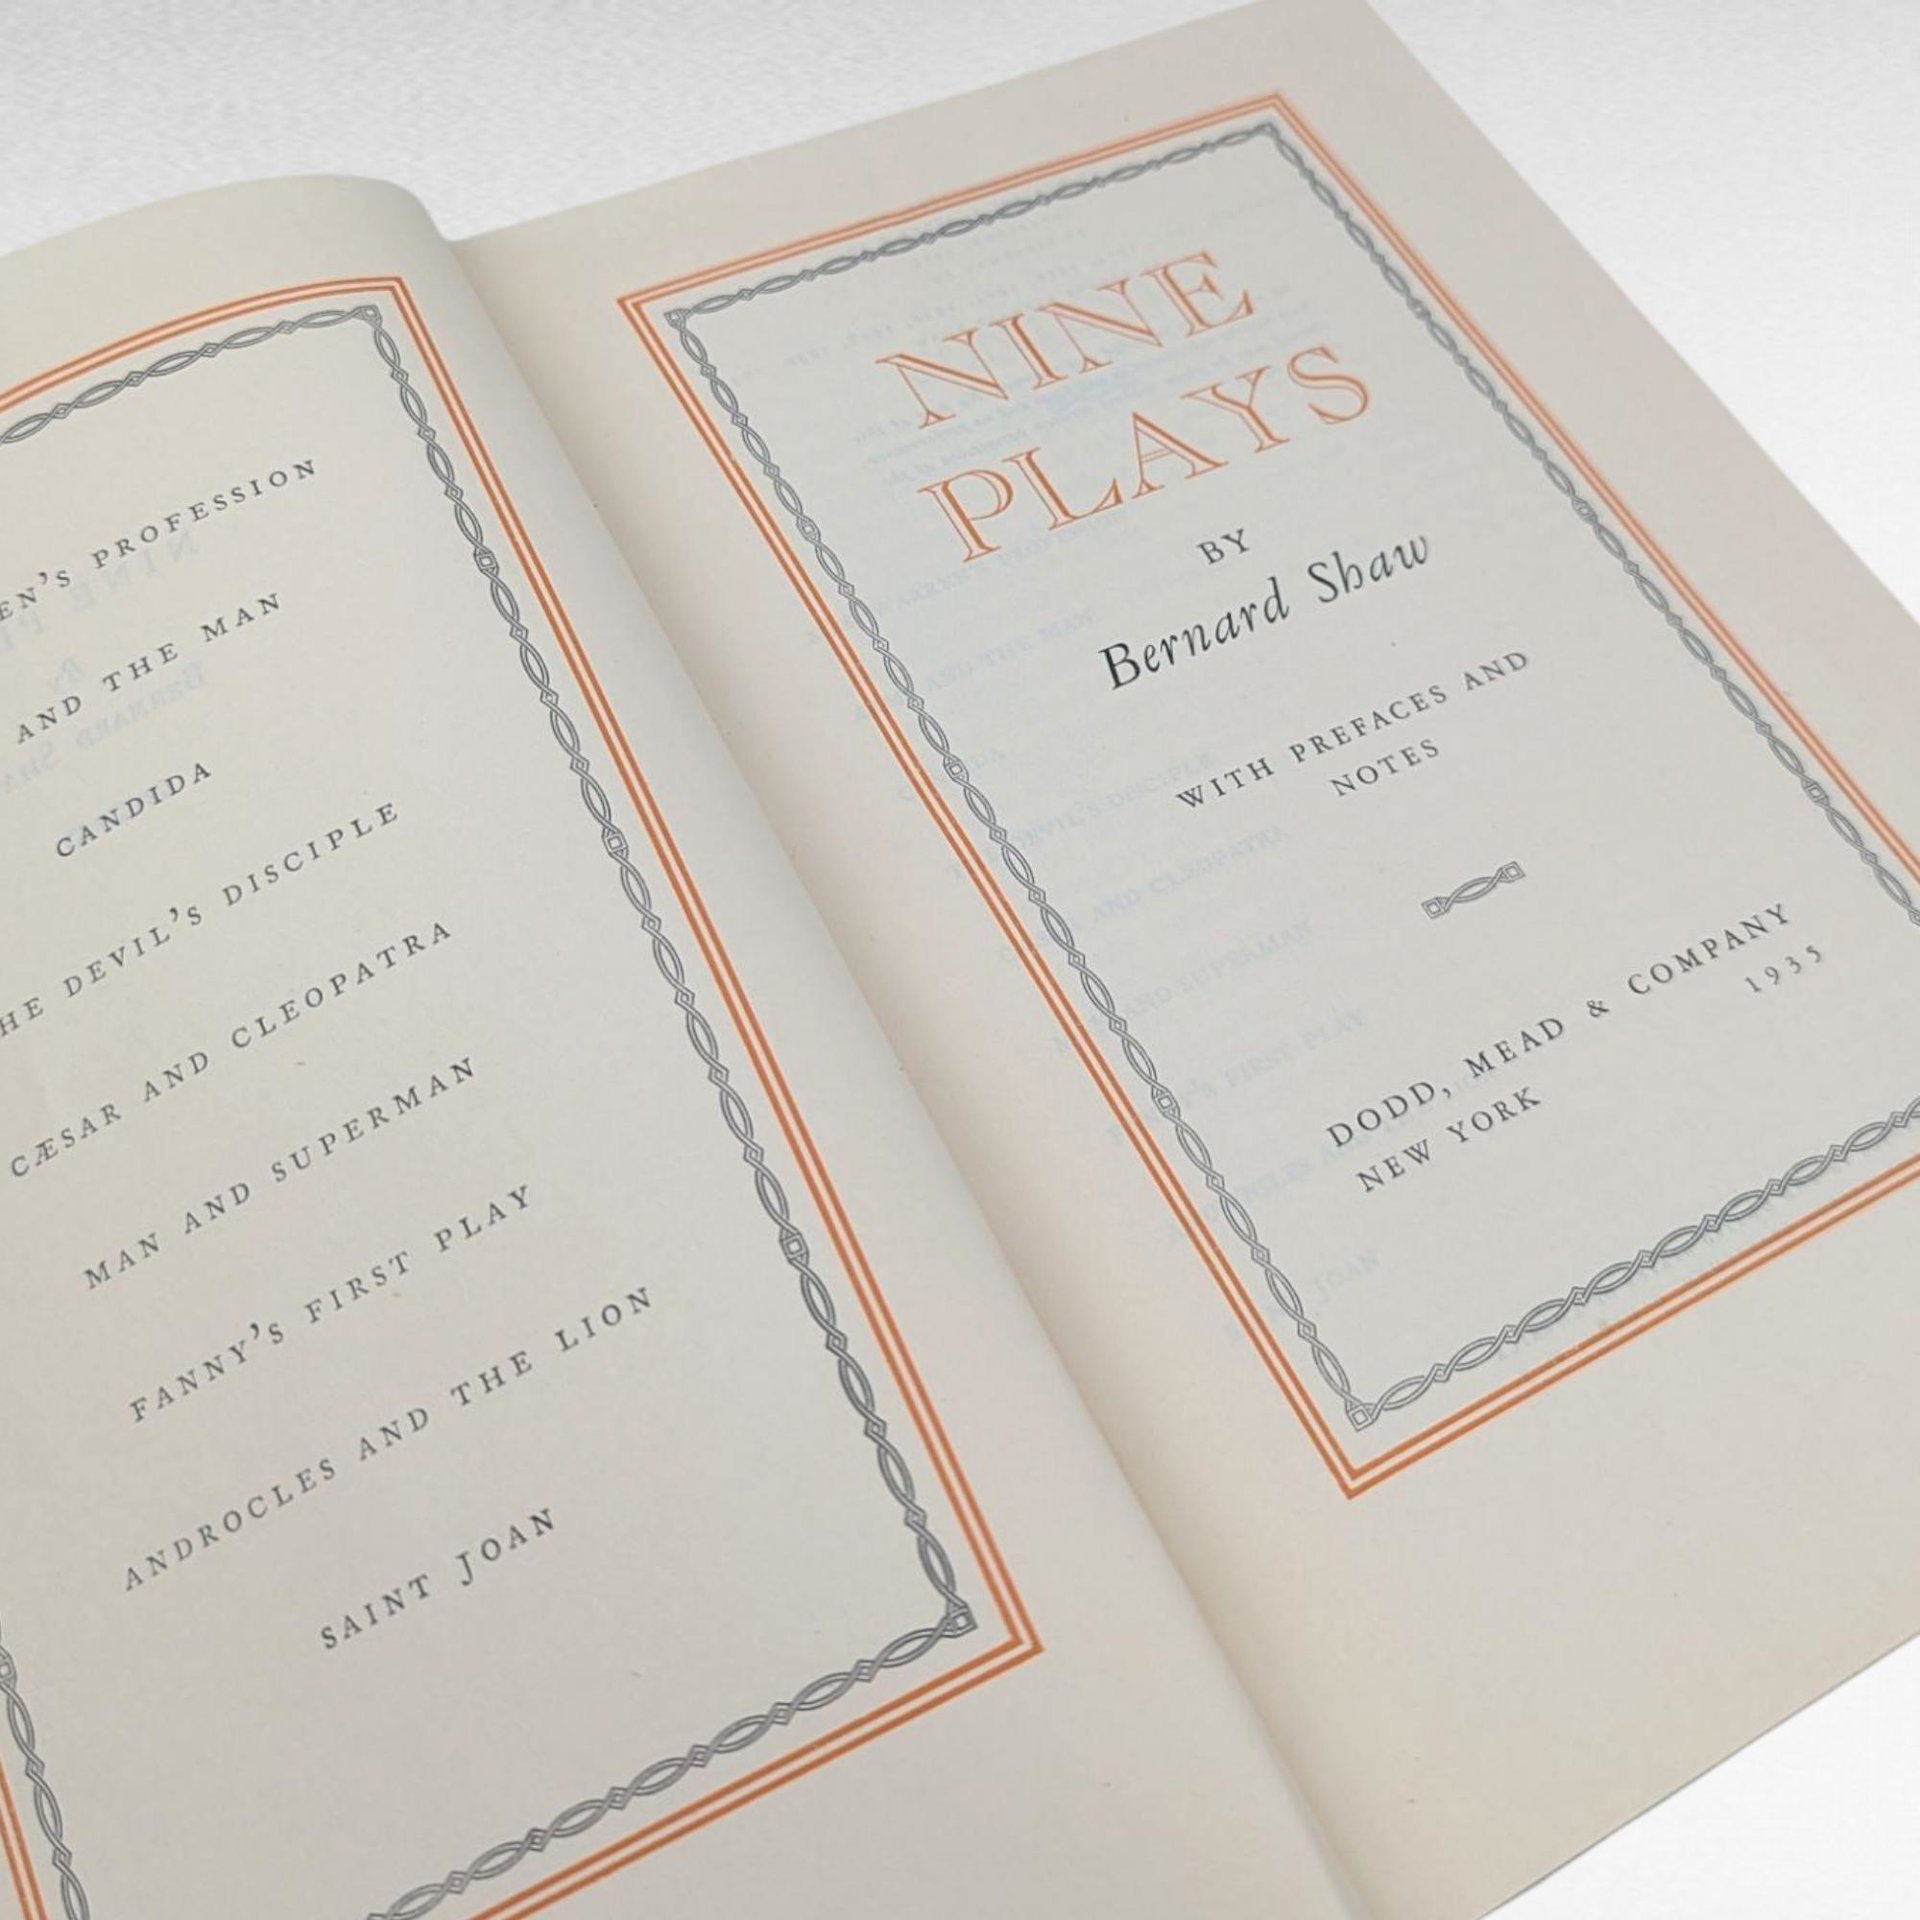 EN'S PROFESSION
AND THE MAN
CANDIDA
HE DEVIL'S DISCIPLE
CÆSAR AND CLEOPATRA
MAN AND SUPERMAN
FANNY'S FIRST PLAY
ANDROCLES AND THE LION
SAINT JOAN
NINE
PLAYS
BY
Bernard Shaw
WITH PREFACES AND
NOTES
DODD, MEAD & COMPANY
NEW YORK 1935